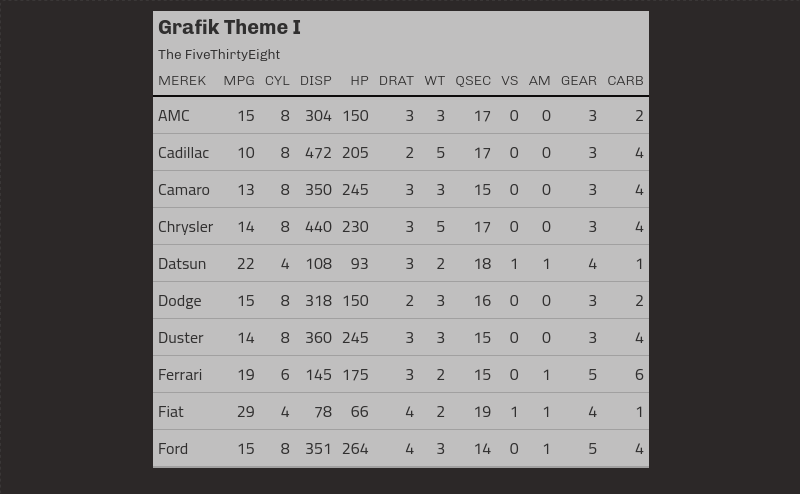 Grafik Theme I
The FiveThirtyEight
MEREK MPG CYL DISP HP DRAT WT QSEC VS AM GEAR CARB
AMC 15 8 304 150 3 3 17 0 0 3 2
Cadillac 10 8 472 205 2 5 17 0 0 3 4
Camaro 13 8 350 245 3 3 15 0 0 3 4
Chrysler 14 8 440 230 3 5 17 0 0 3 4
Datsun 22 4 108 93 3 2 18 1 1 4 1
Dodge 15 8 318 150 2 3 16 0 0 3 2
Duster 14 8 360 245 3 3 15 0 0 3 4
Ferrari 19 6 145 175 3 2 15 0 1 5 6
Fiat 29 4 78 66 4 2 19 1 1 4 1
Ford 15 8 351 264 4 3 14 0 1 5 4